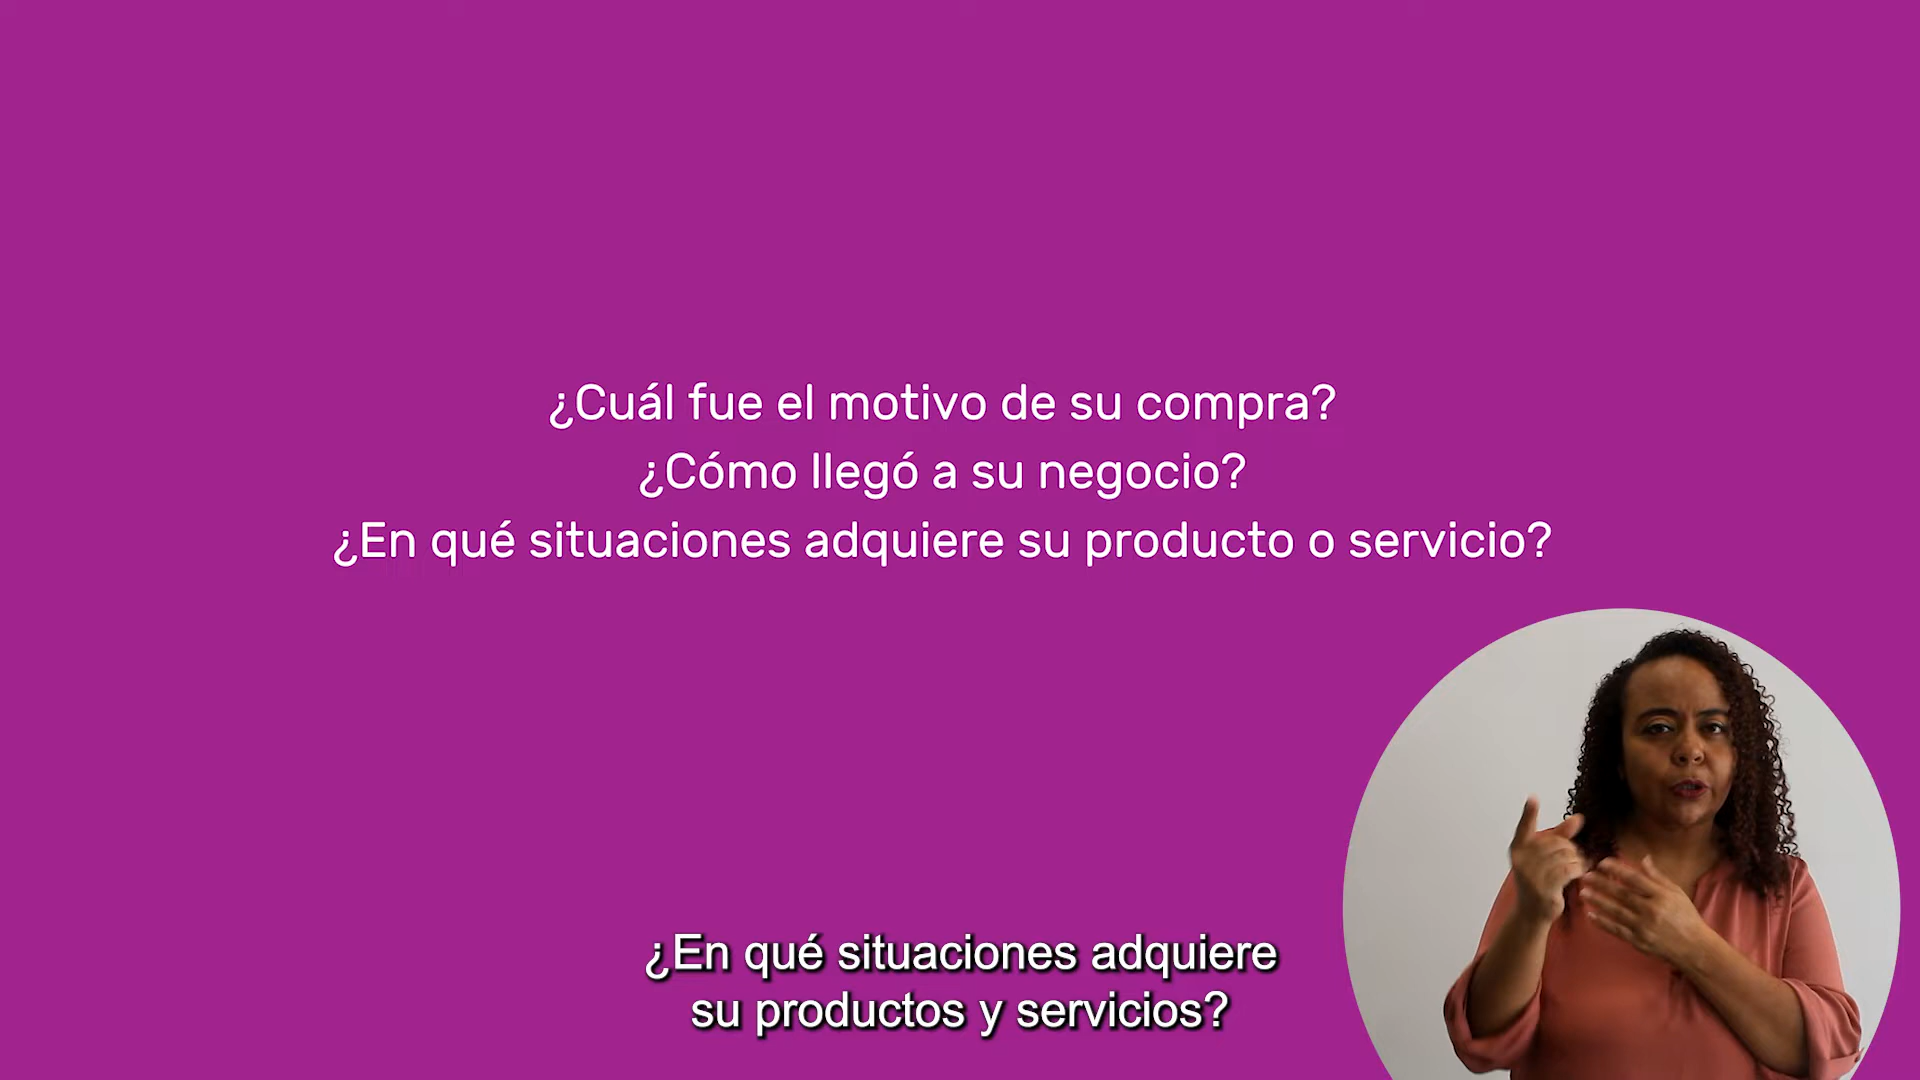 ¿Cuál fue el motivo de su compra?
¿Cómo llegó a su negocio?
¿En qué situaciones adquiere su producto o servicio?
¿En qué situaciones adquiere
su productos y servicios?